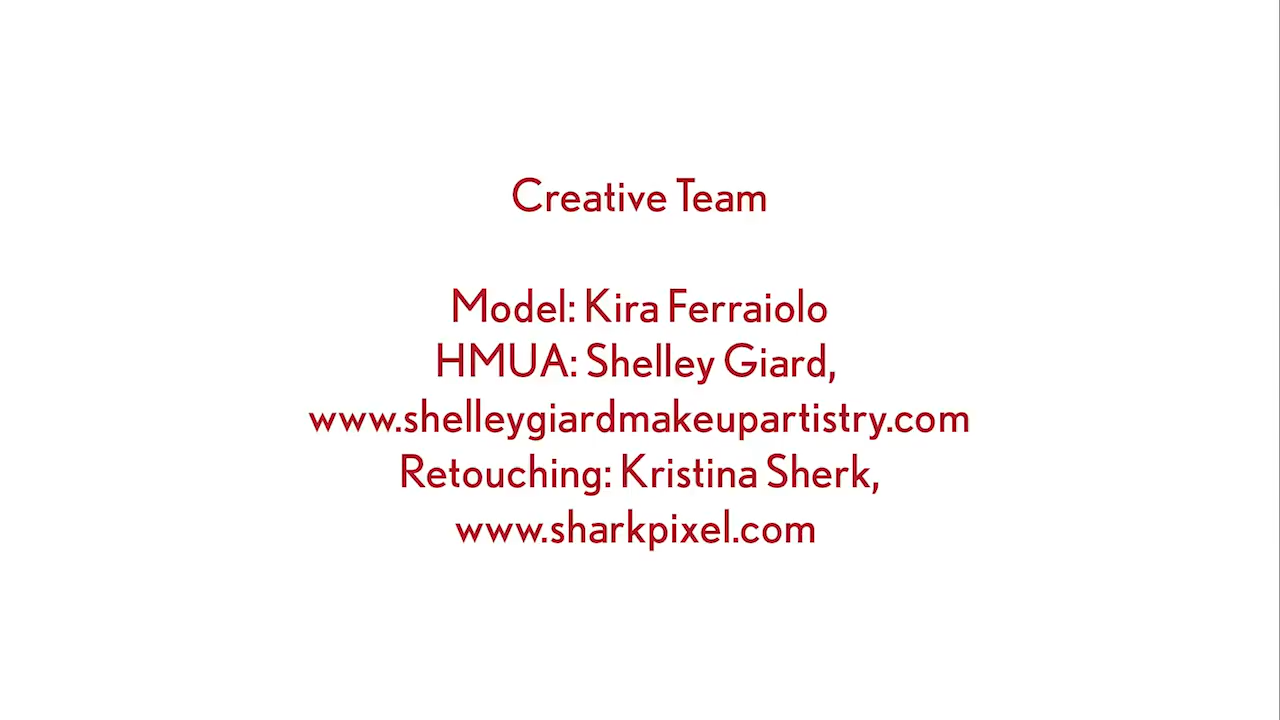 Creative Team
Model: Kira Ferraiolo
HMUA: Shelley Giard,
www.shelleygiardmakeupartistry.com
Retouching: Kristina Sherk,
www.sharkpixel.com